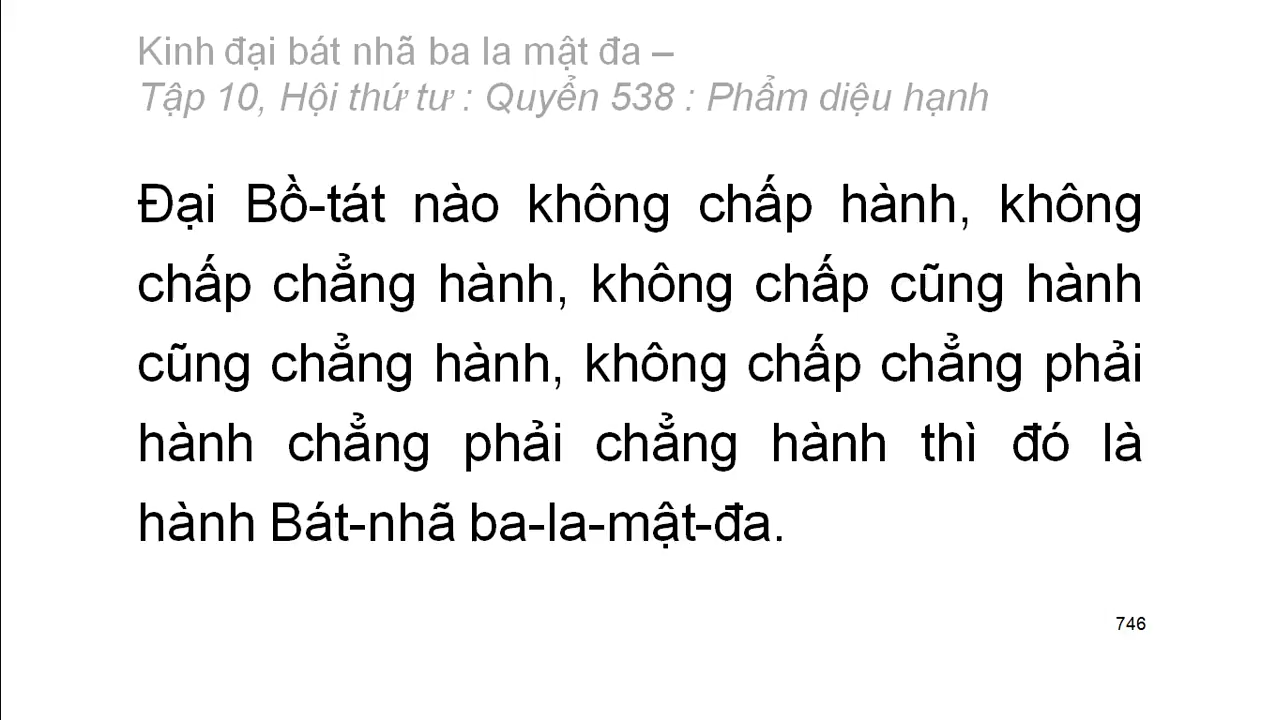 Kinh đại bát nhã ba la mật đa –
Tập 10, Hội thứ tư : Quyển 538 : Phẩm diệu hạnh
Đại Bồ-tát nào không chấp hành, không
chấp chẳng hành, không chấp cũng hành
cũng chẳng hành, không chấp chẳng phải
hành chẳng phải chẳng hành thì đó là
hành Bát-nhã ba-la-mật-đa.
746